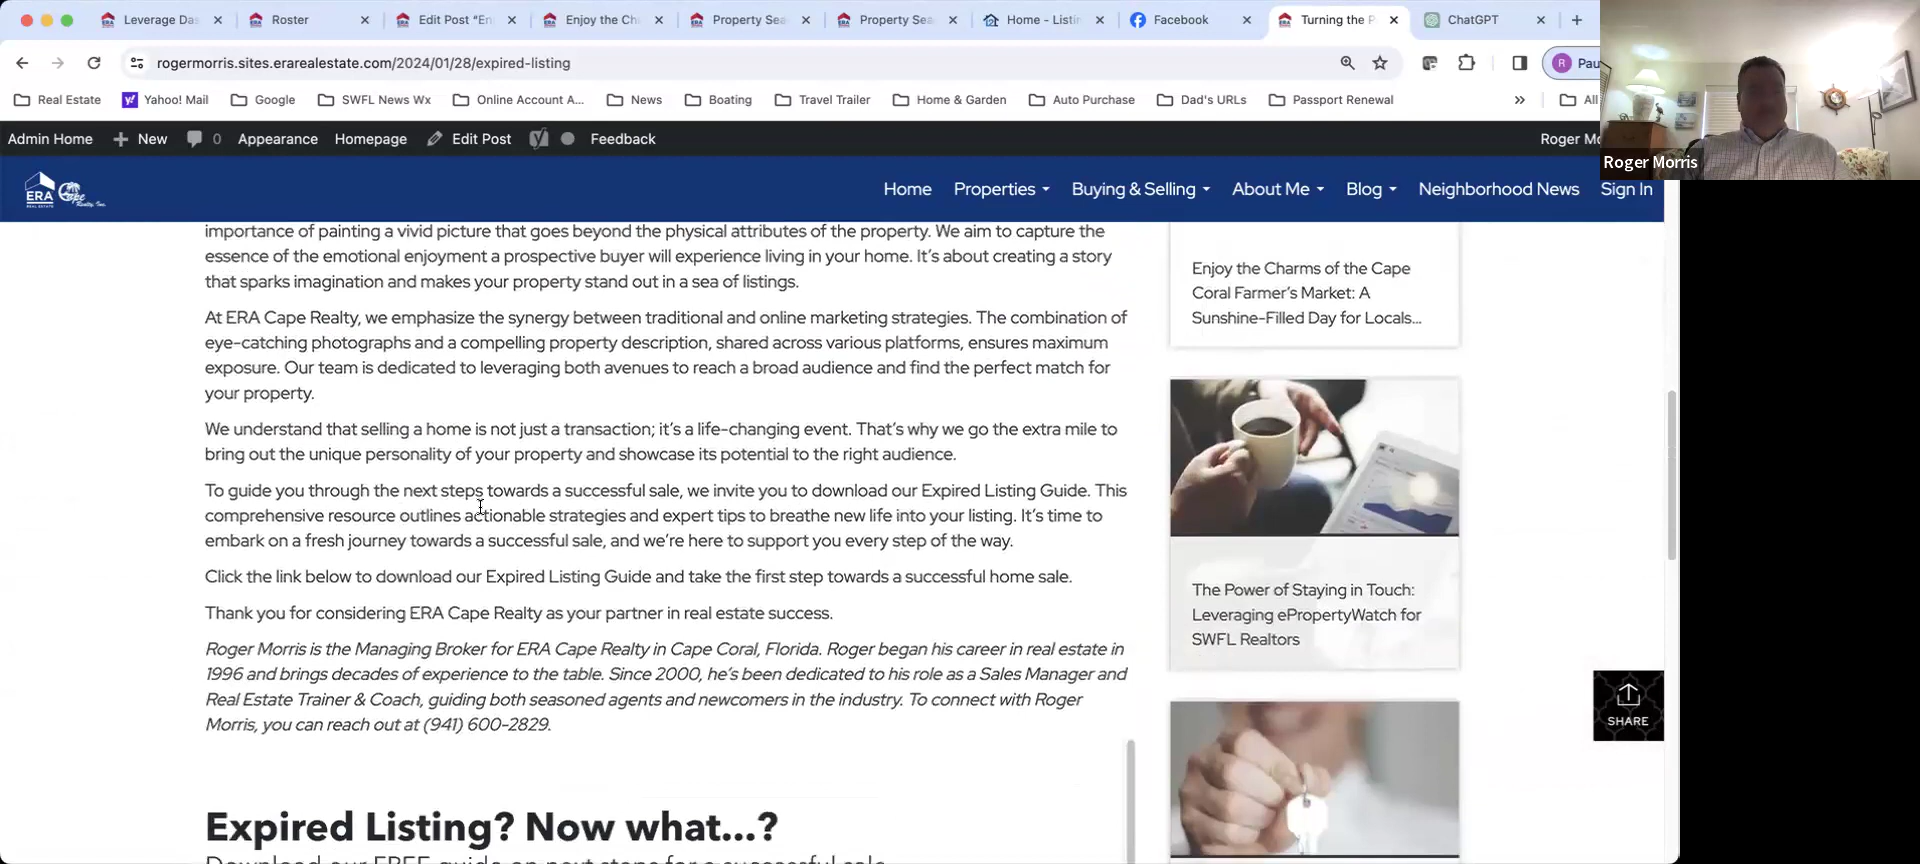 Leverage Da
Roster
Edit Post "En
Enjoy the Ch
Property Sea
Property Sea
Home - Listin
Facebook
Turning the P
ChatGPT
rogermorris.sites.erarealestate.com/2024/01/28/expired-listing
R Pau
Real Estate
Yahoo! Mail
Google
SWFL News Wx
Online Account A...
News
Boating
Travel Trailer
Home & Garden
Auto Purchase
Dad's URLs
Passport Renewal
»
All
Admin Home
+ New
0
Appearance
Homepage
Edit Post
Feedback
Roger Mo
Roger Morris
ERA
REAL ESTATE
Cape
Realty, Inc.
Home
Properties
Buying & Selling
About Me
Blog
Neighborhood News
Sign In
importance of painting a vivid picture that goes beyond the physical attributes of the property. We aim to capture the
essence of the emotional enjoyment a prospective buyer will experience living in your home. It's about creating a story
that sparks imagination and makes your property stand out in a sea of listings.
At ERA Cape Realty, we emphasize the synergy between traditional and online marketing strategies. The combination of
eye-catching photographs and a compelling property description, shared across various platforms, ensures maximum
exposure. Our team is dedicated to leveraging both avenues to reach a broad audience and find the perfect match for
your property.
We understand that selling a home is not just a transaction; it's a life-changing event. That's why we go the extra mile to
bring out the unique personality of your property and showcase its potential to the right audience.
To guide you through the next steps towards a successful sale, we invite you to download our Expired Listing Guide. This
comprehensive resource outlines actionable strategies and expert tips to breathe new life into your listing. It's time to
embark on a fresh journey towards a successful sale, and we're here to support you every step of the way.
Click the link below to download our Expired Listing Guide and take the first step towards a successful home sale.
Thank you for considering ERA Cape Realty as your partner in real estate success.
Roger Morris is the Managing Broker for ERA Cape Realty in Cape Coral, Florida. Roger began his career in real estate in
1996 and brings decades of experience to the table. Since 2000, he's been dedicated to his role as a Sales Manager and
Real Estate Trainer & Coach, guiding both seasoned agents and newcomers in the industry. To connect with Roger
Morris, you can reach out at (941) 600-2829.
Expired Listing? Now what...?
Download our FREE guide on next steps for a successful sale
Enjoy the Charms of the Cape
Coral Farmer's Market: A
Sunshine-Filled Day for Locals...
The Power of Staying in Touch:
Leveraging ePropertyWatch for
SWFL Realtors
SHARE